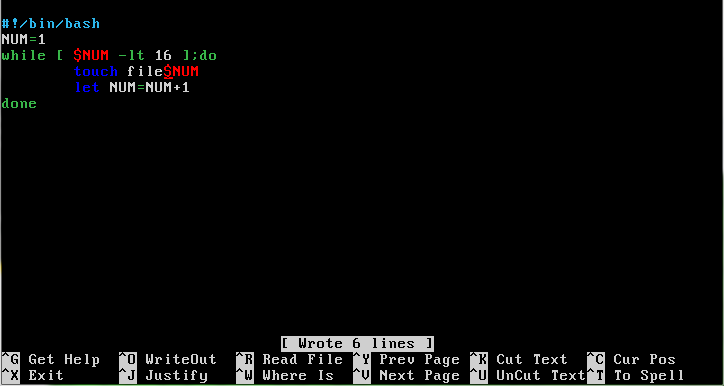 #!/bin/bash
NUM=1
while [ $NUM -lt 16 ];do
        touch file$NUM
        let NUM=NUM+1
done
[ Wrote 6 lines ]
^G Get Help  ^O WriteOut  ^R Read File ^Y Prev Page ^K Cut Text  ^C Cur Pos
^X Exit      ^J Justify   ^W Where Is  ^V Next Page ^U UnCut Text^T To Spell